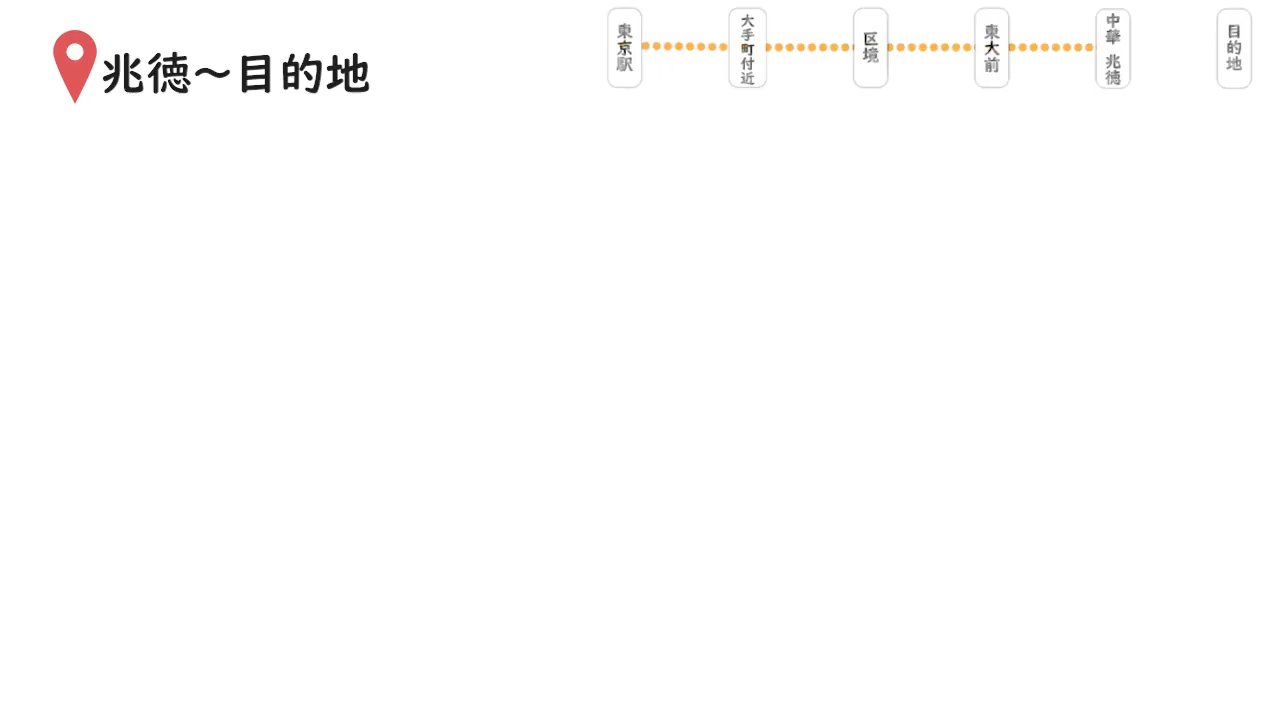 兆徳～目的地
東京駅
大手町付近
区境
東大前
中華 兆徳
目的地